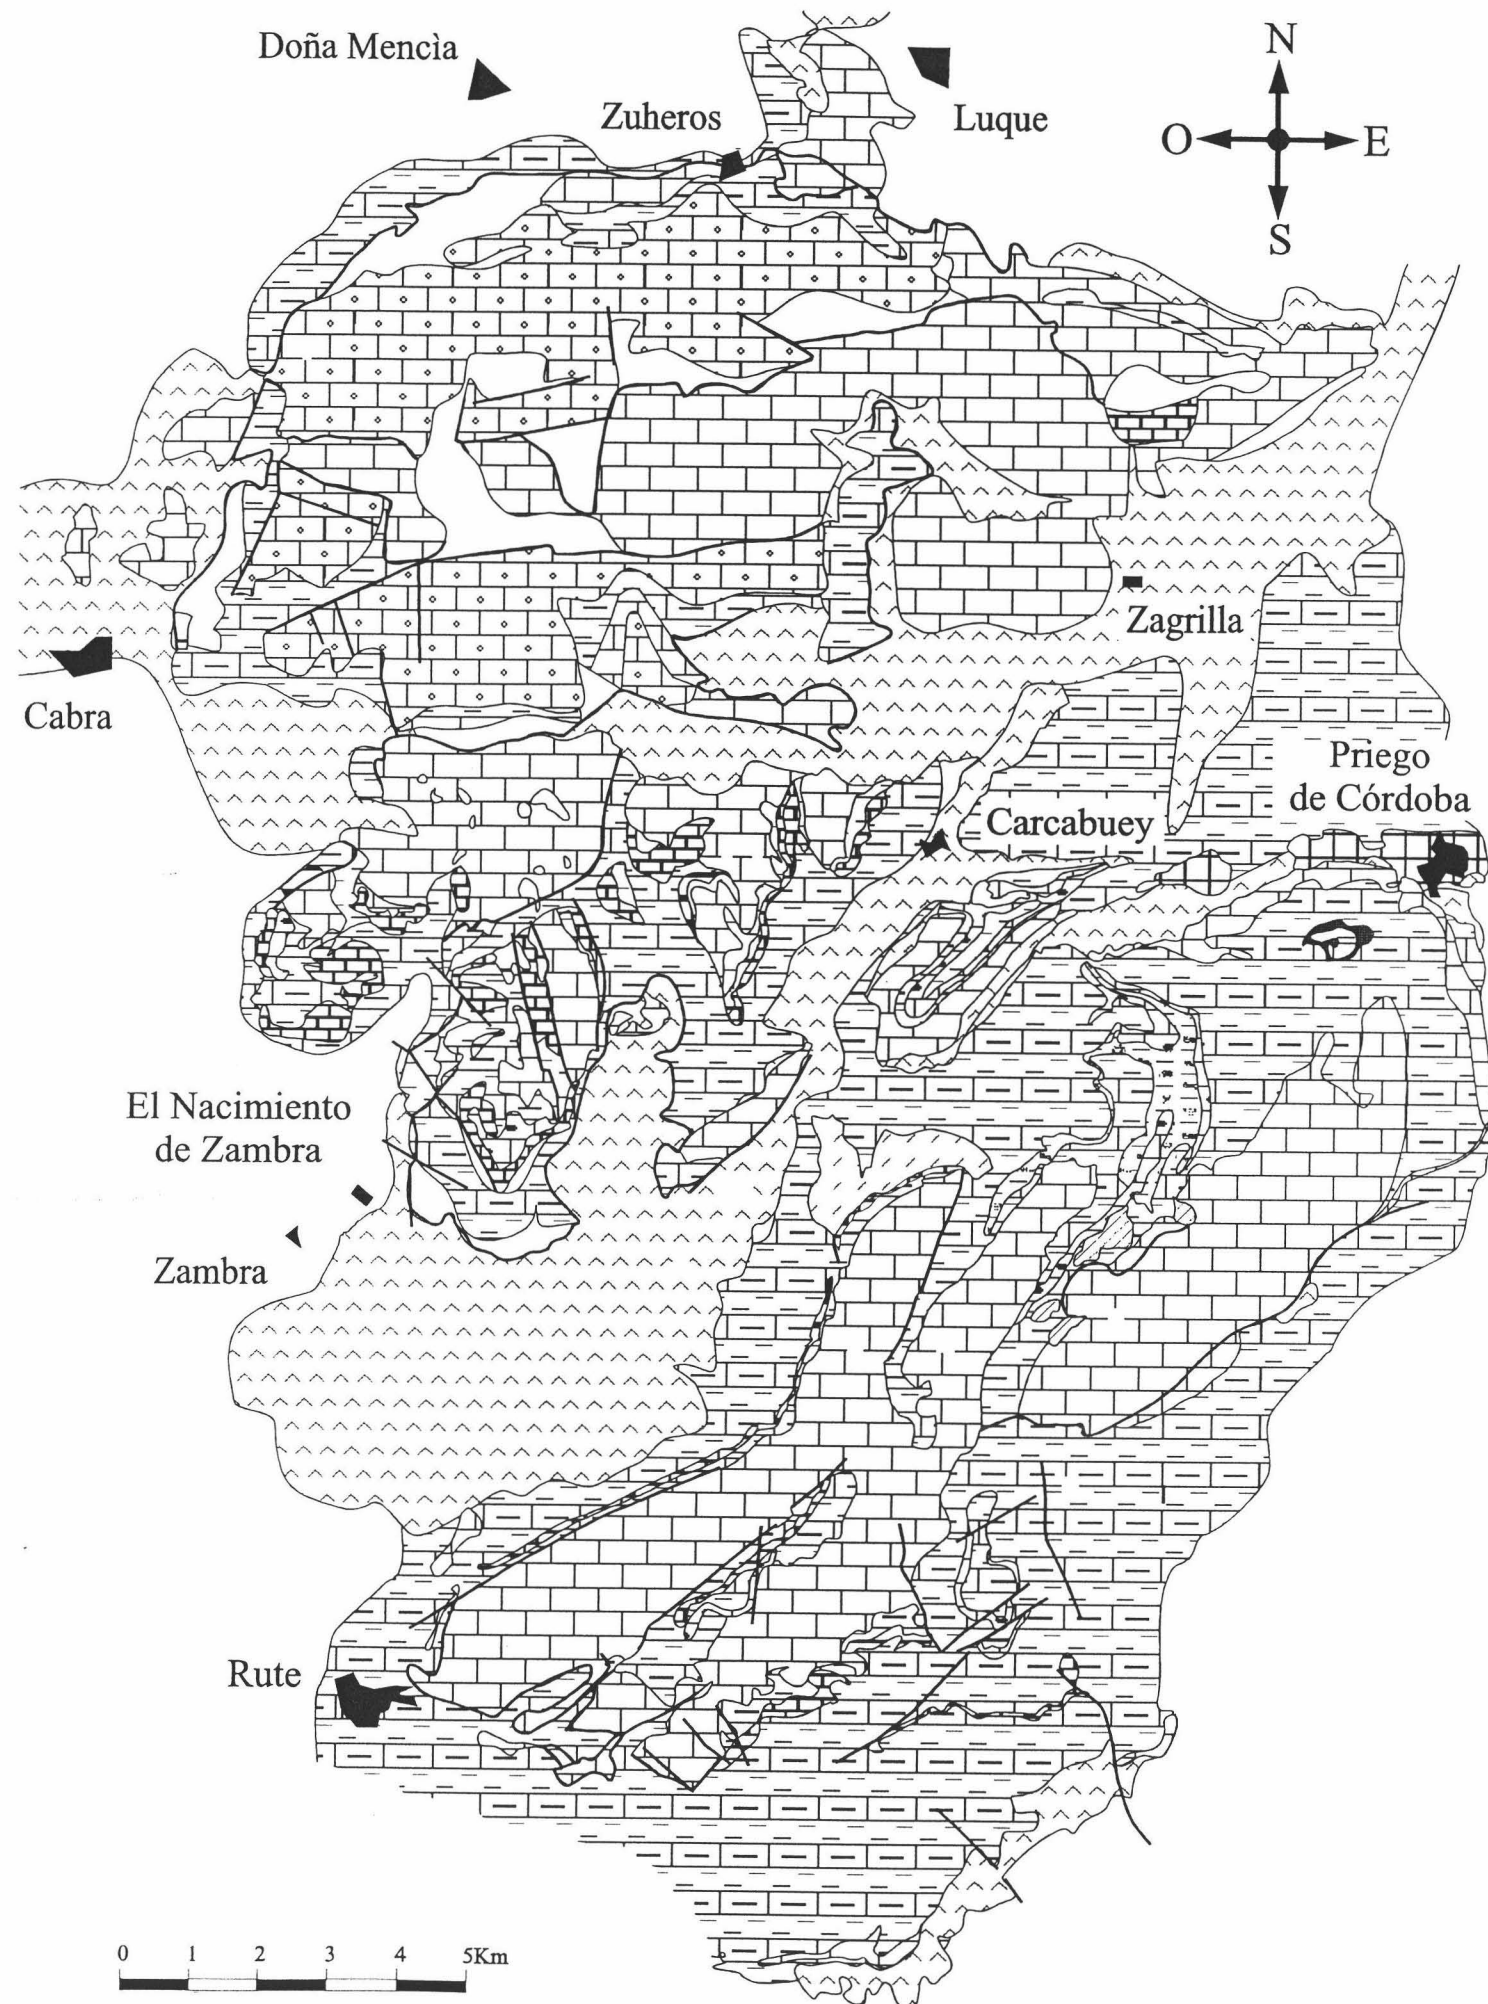 Doña Mencìa
Zuheros
Luque
N
O
E
S
Zagrilla
Cabra
Priego
de Córdoba
Carcabuey
El Nacimiento
de Zambra
Zambra
Rute
0 1 2 3 4 5Km